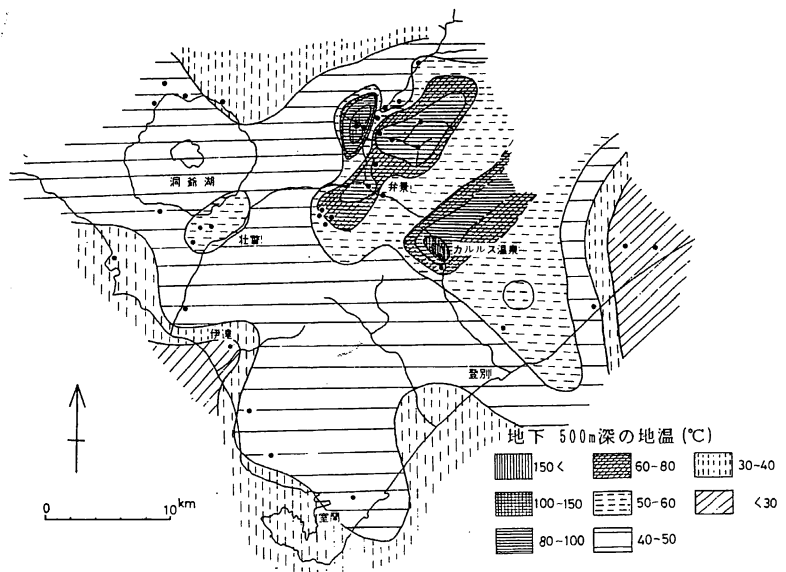 洞爺湖
弁景
壮瞥
カルルス温泉
伊達
登別
室蘭
0 10km
地下 500m深の地温 (℃)
150< 60-80 30-40
100-150 50-60 <30
80-100 40-50